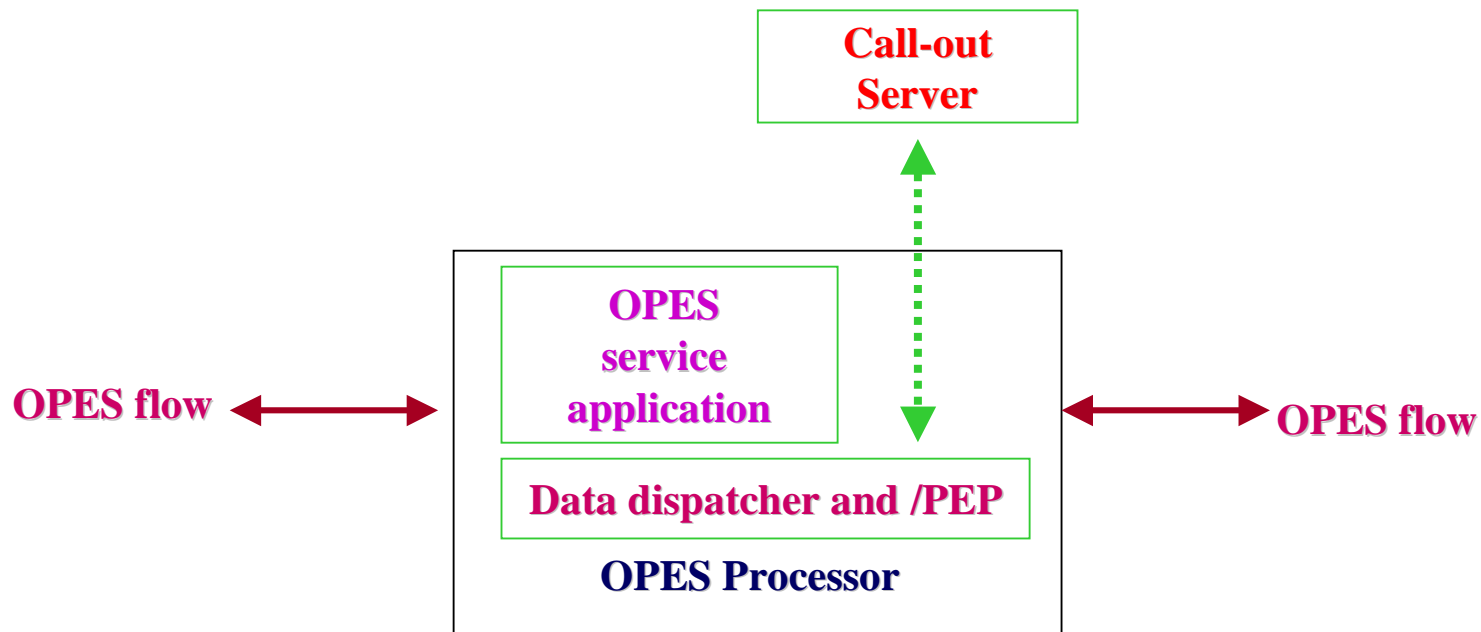 Call-out
Server
OPES
service
application
OPES flow
OPES flow
Data dispatcher and /PEP
OPES Processor